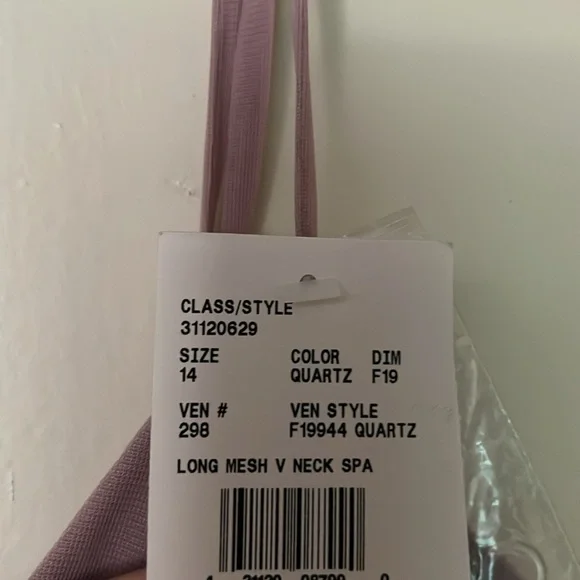 CLASS/STYLE
31120629
SIZE COLOR DIM
14 QUARTZ F19
VEN # VEN STYLE
298 F19944 QUARTZ
LONG MESH V NECK SPA